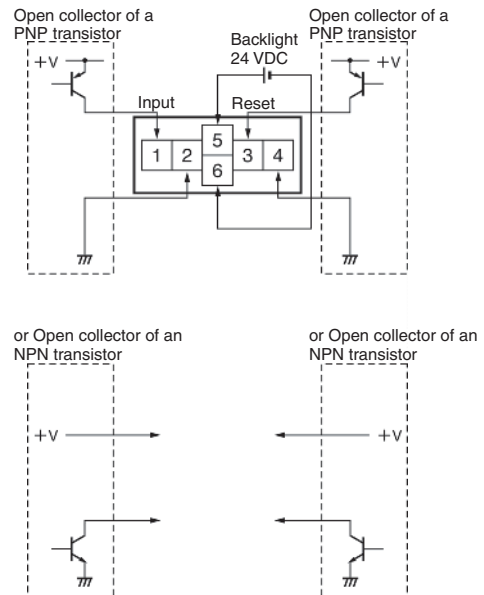 Open collector of a
PNP transistor
Open collector of a
PNP transistor
Backlight
24 VDC
+V
+V
Input
Reset
1
2
5
6
3
4
or Open collector of an
NPN transistor
or Open collector of an
NPN transistor
+V
+V